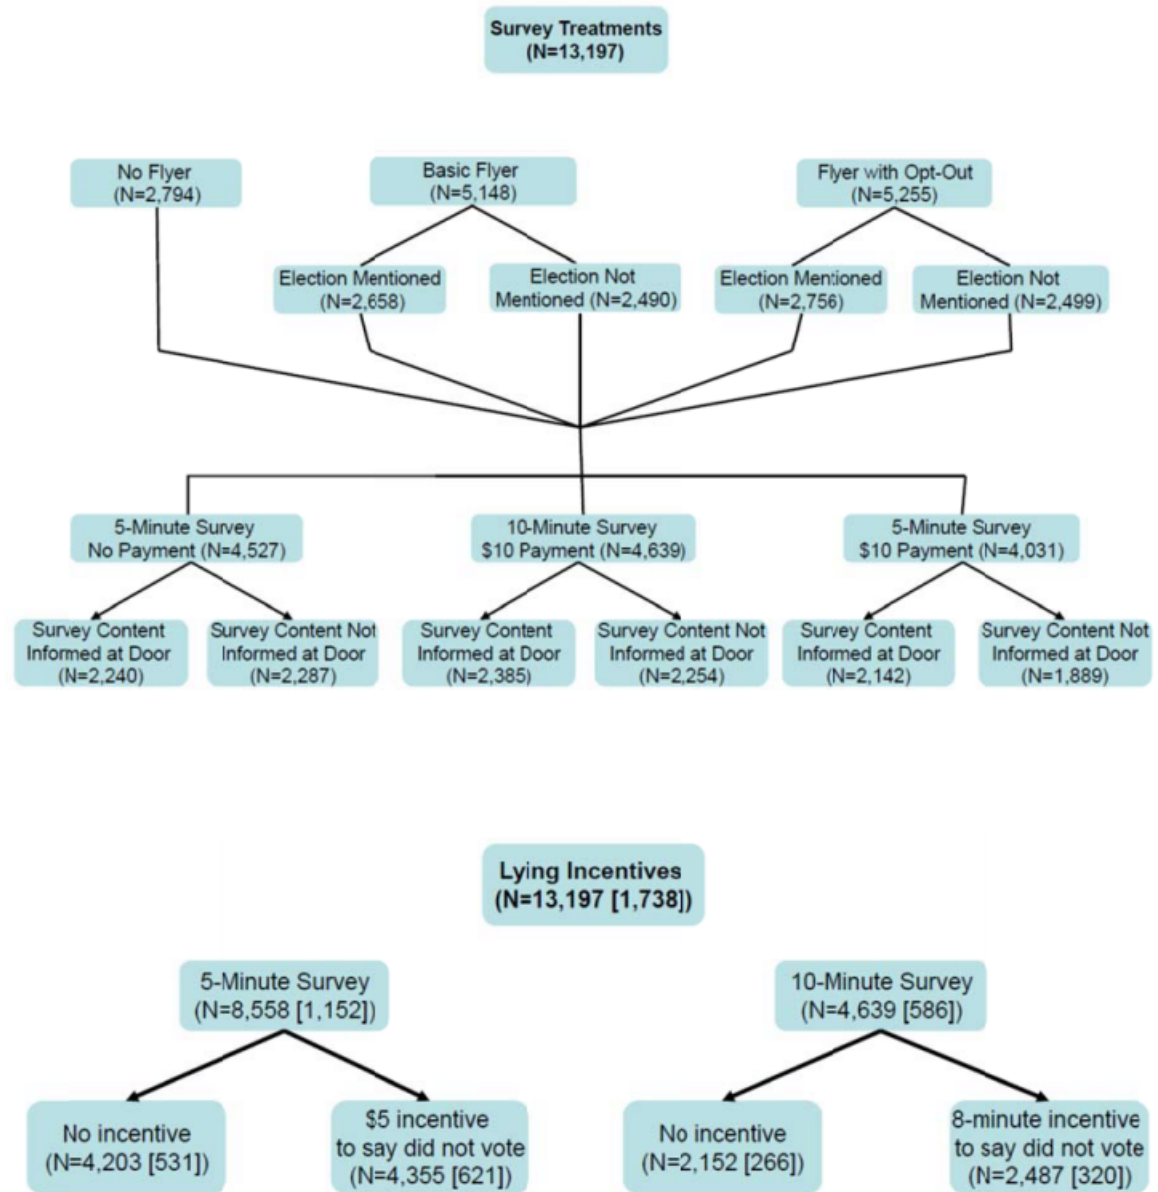 Survey Treatments
(N=13,197)
No Flyer
(N=2,794)
Basic Flyer
(N=5,148)
Flyer with Opt-Out
(N=5,255)
Election Mentioned
(N=2,658)
Election Not
Mentioned (N=2,490)
Election Mentioned
(N=2,756)
Election Not
Mentioned (N=2,499)
5-Minute Survey
No Payment (N=4,527)
10-Minute Survey
$10 Payment (N=4,639)
5-Minute Survey
$10 Payment (N=4,031)
Survey Content
Informed at Door
(N=2,240)
Survey Content Not
Informed at Door
(N=2,287)
Survey Content
Informed at Door
(N=2,385)
Survey Content Not
Informed at Door
(N=2,254)
Survey Content
Informed at Door
(N=2,142)
Survey Content Not
Informed at Door
(N=1,889)
Lying Incentives
(N=13,197 [1,738])
5-Minute Survey
(N=8,558 [1,152])
10-Minute Survey
(N=4,639 [586])
No incentive
(N=4,203 [531])
$5 incentive
to say did not vote
(N=4,355 [621])
No incentive
(N=2,152 [266])
8-minute incentive
to say did not vote
(N=2,487 [320])